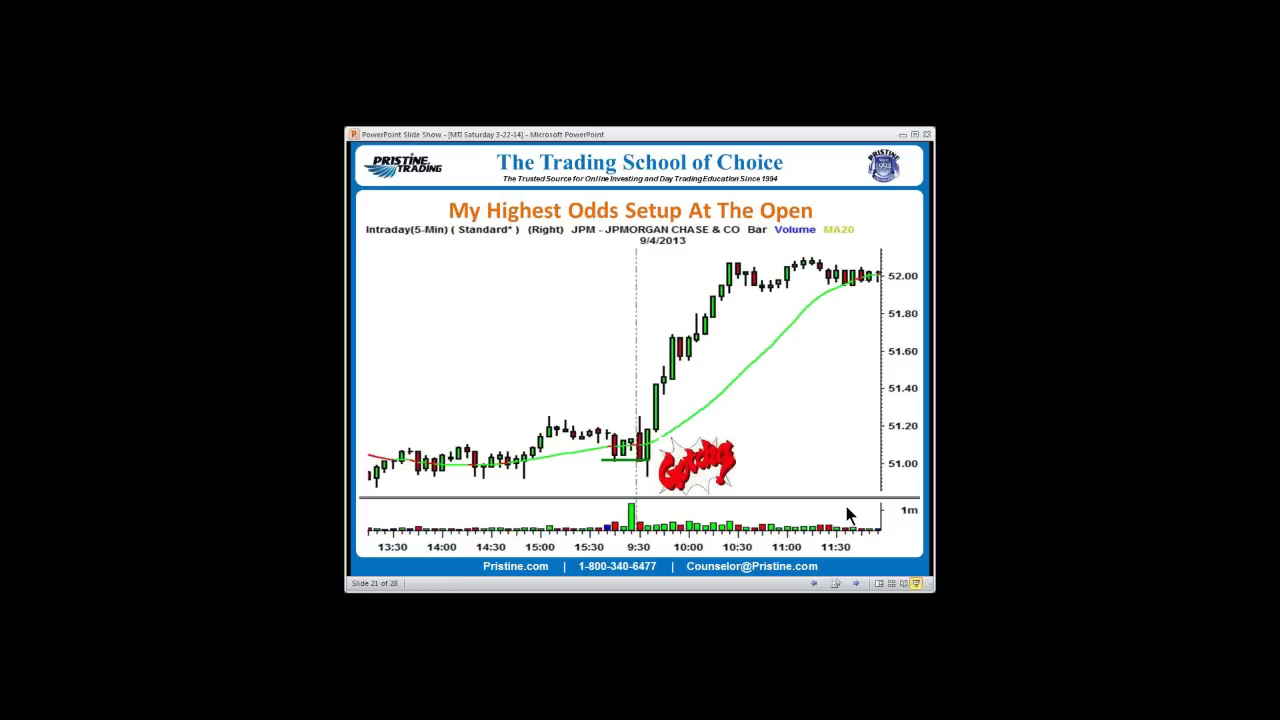 PowerPoint Slide Show - [MTI Saturday 3-22-14] - Microsoft PowerPoint
PRISTINE TRADING
The Trading School of Choice
The Trusted Source for Online Investing and Day Trading Education Since 1994
PRISTINE
My Highest Odds Setup At The Open
Intraday(5-Min) ( Standard* ) (Right) JPM - JPMORGAN CHASE & CO Bar Volume MA20
9/4/2013
52.00
51.80
51.60
51.40
51.20
51.00
Gotcha!
1m
13:30 14:00 14:30 15:00 15:30 9:30 10:00 10:30 11:00 11:30
Pristine.com | 1-800-340-6477 | Counselor@Pristine.com
Slide 21 of 28